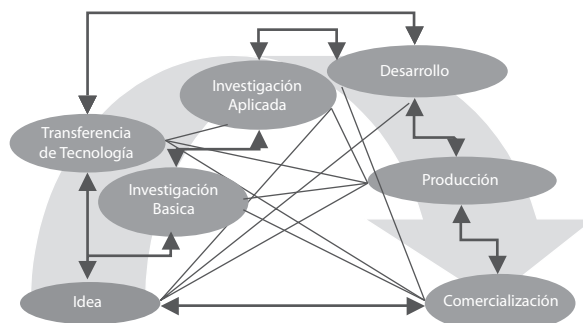 Desarrollo
Investigación
Aplicada
Transferencia
de Tecnología
Investigación
Basica
Producción
Idea
Comercialización